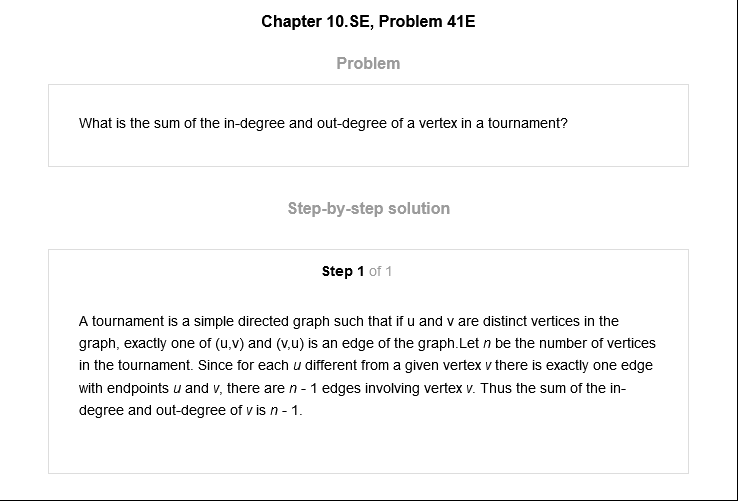 Chapter 10.SE, Problem 41E
Problem
What is the sum of the in-degree and out-degree of a vertex in a tournament?
Step-by-step solution
Step 1 of 1
A tournament is a simple directed graph such that if u and v are distinct vertices in the
graph, exactly one of (u,v) and (v,u) is an edge of the graph.Let n be the number of vertices
in the tournament. Since for each u different from a given vertex v there is exactly one edge
with endpoints u and v, there are n - 1 edges involving vertex v. Thus the sum of the in-
degree and out-degree of v is n - 1.